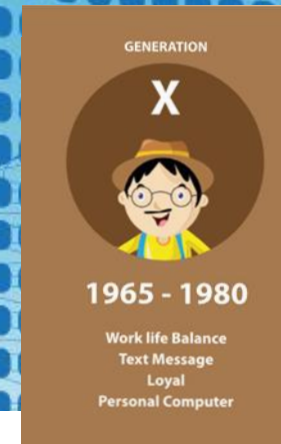 GENERATION
X
1965 - 1980
Work life Balance
Text Message
Loyal
Personal Computer